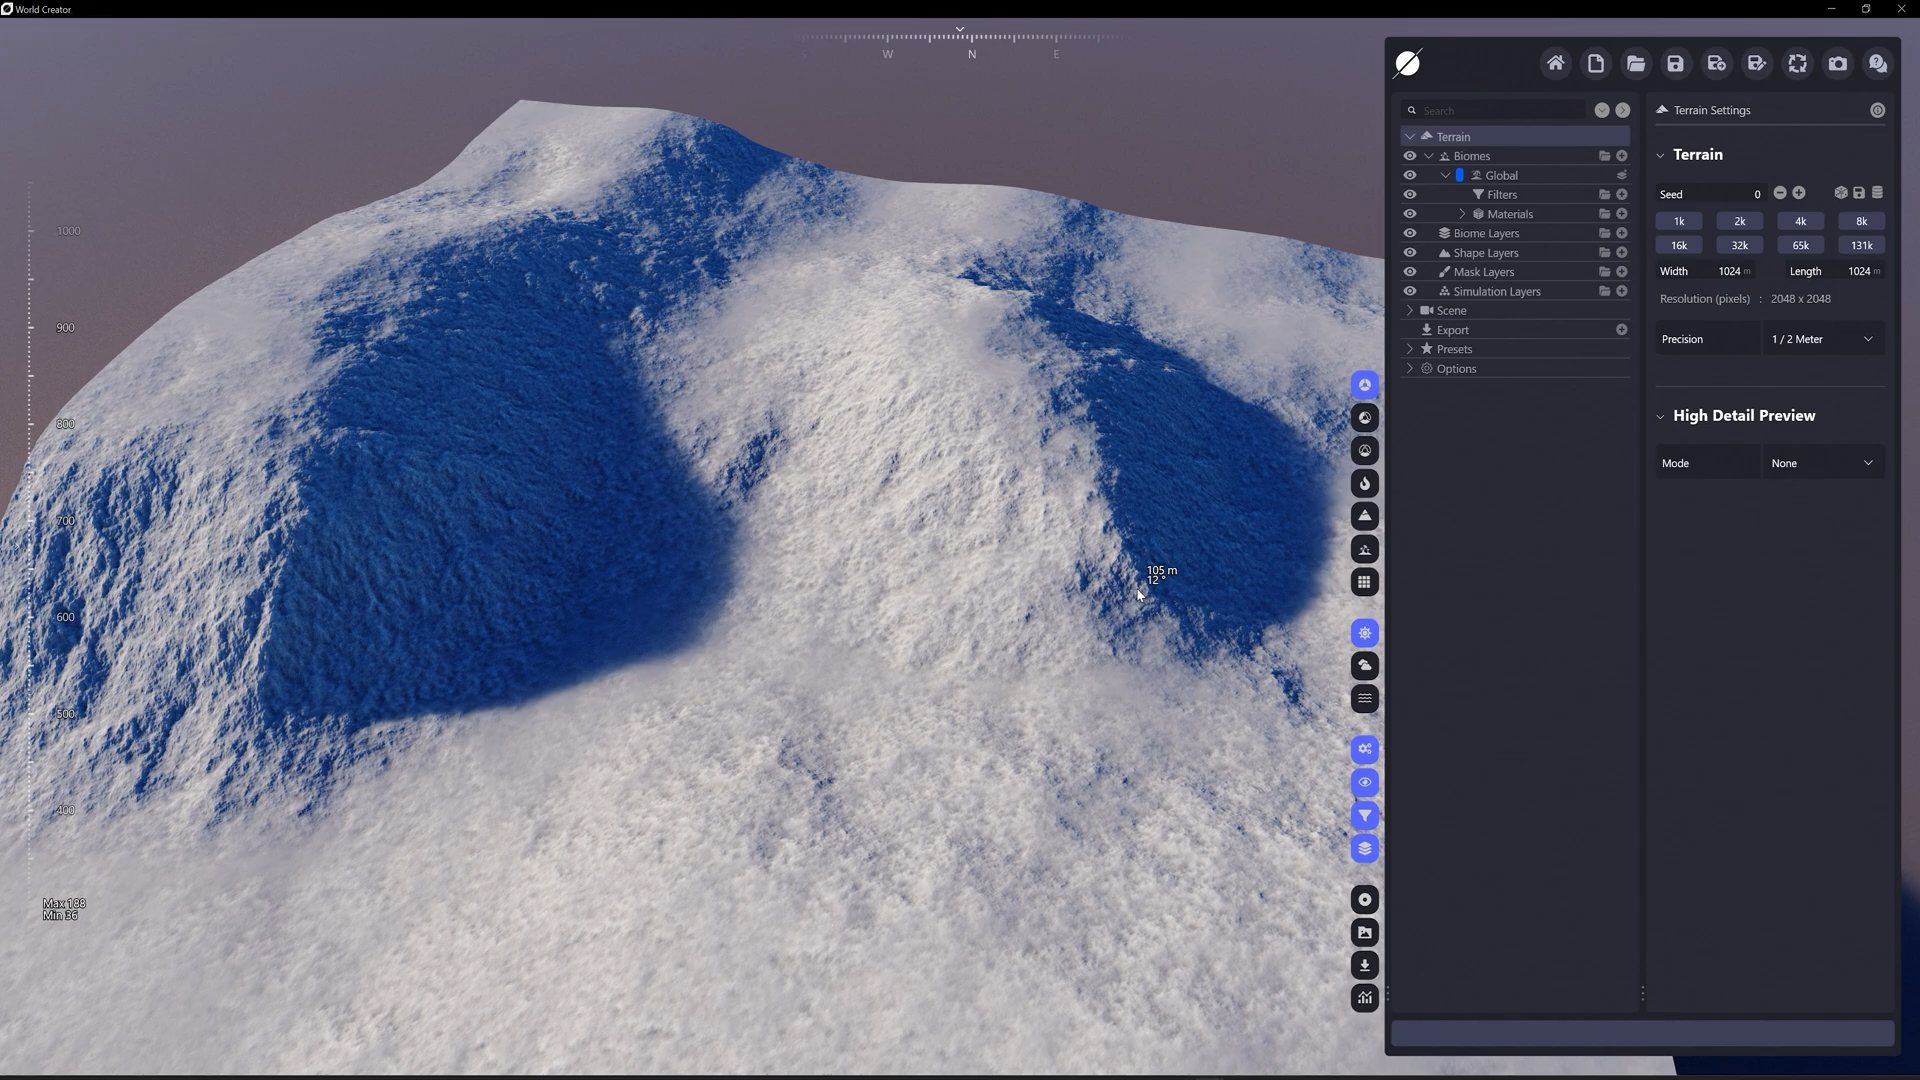 World Creator
W N E
1000
900
800
700
600
500
400
Max 188
Min 36
105 m
12 °
Search
Terrain
Biomes
Global
Filters
Materials
Biome Layers
Shape Layers
Mask Layers
Simulation Layers
Scene
Export
Presets
Options
Terrain Settings
Terrain
Seed 0
1k 2k 4k 8k
16k 32k 65k 131k
Width 1024 m Length 1024 m
Resolution (pixels) : 2048 x 2048
Precision 1 / 2 Meter
High Detail Preview
Mode None